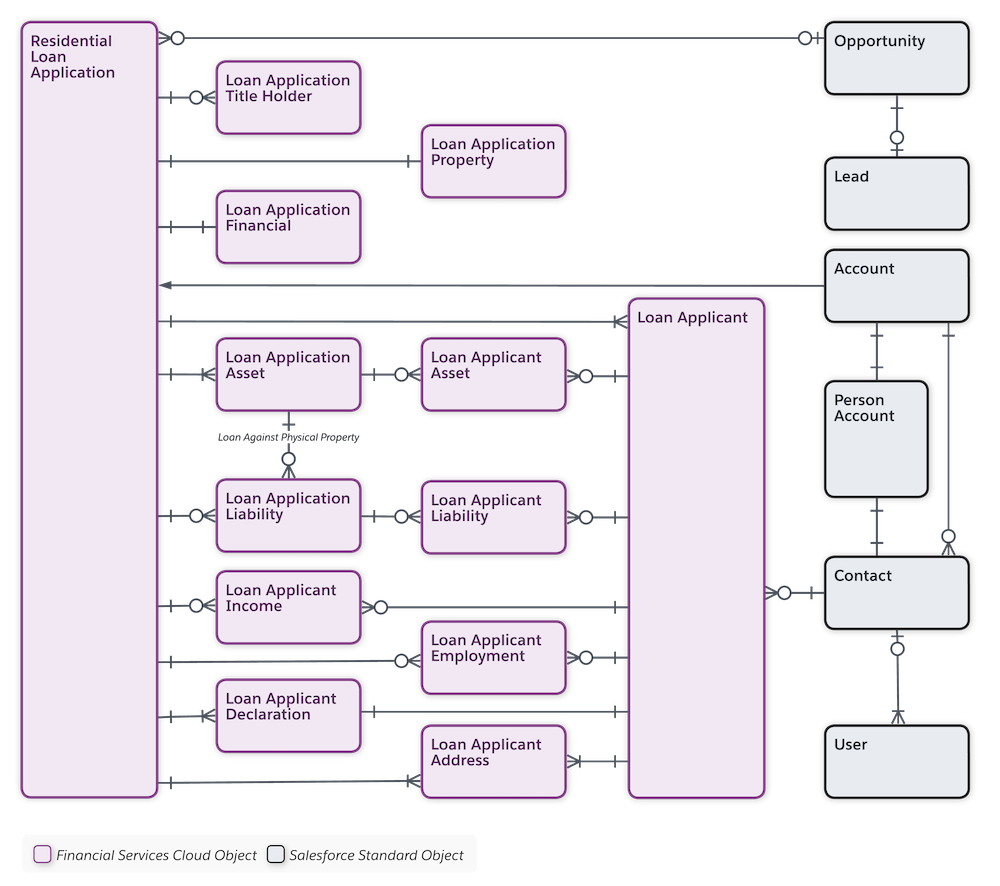 Residential
Loan
Application
Opportunity
Loan Application
Title Holder
Loan Application
Property
Lead
Loan Application
Financial
Account
Loan Applicant
Loan Application
Asset
Loan Applicant
Asset
Person
Account
Loan Against Physical Property
Loan Application
Liability
Loan Applicant
Liability
Contact
Loan Applicant
Income
Loan Applicant
Employment
Loan Applicant
Declaration
Loan Applicant
Address
User
Financial Services Cloud Object
Salesforce Standard Object